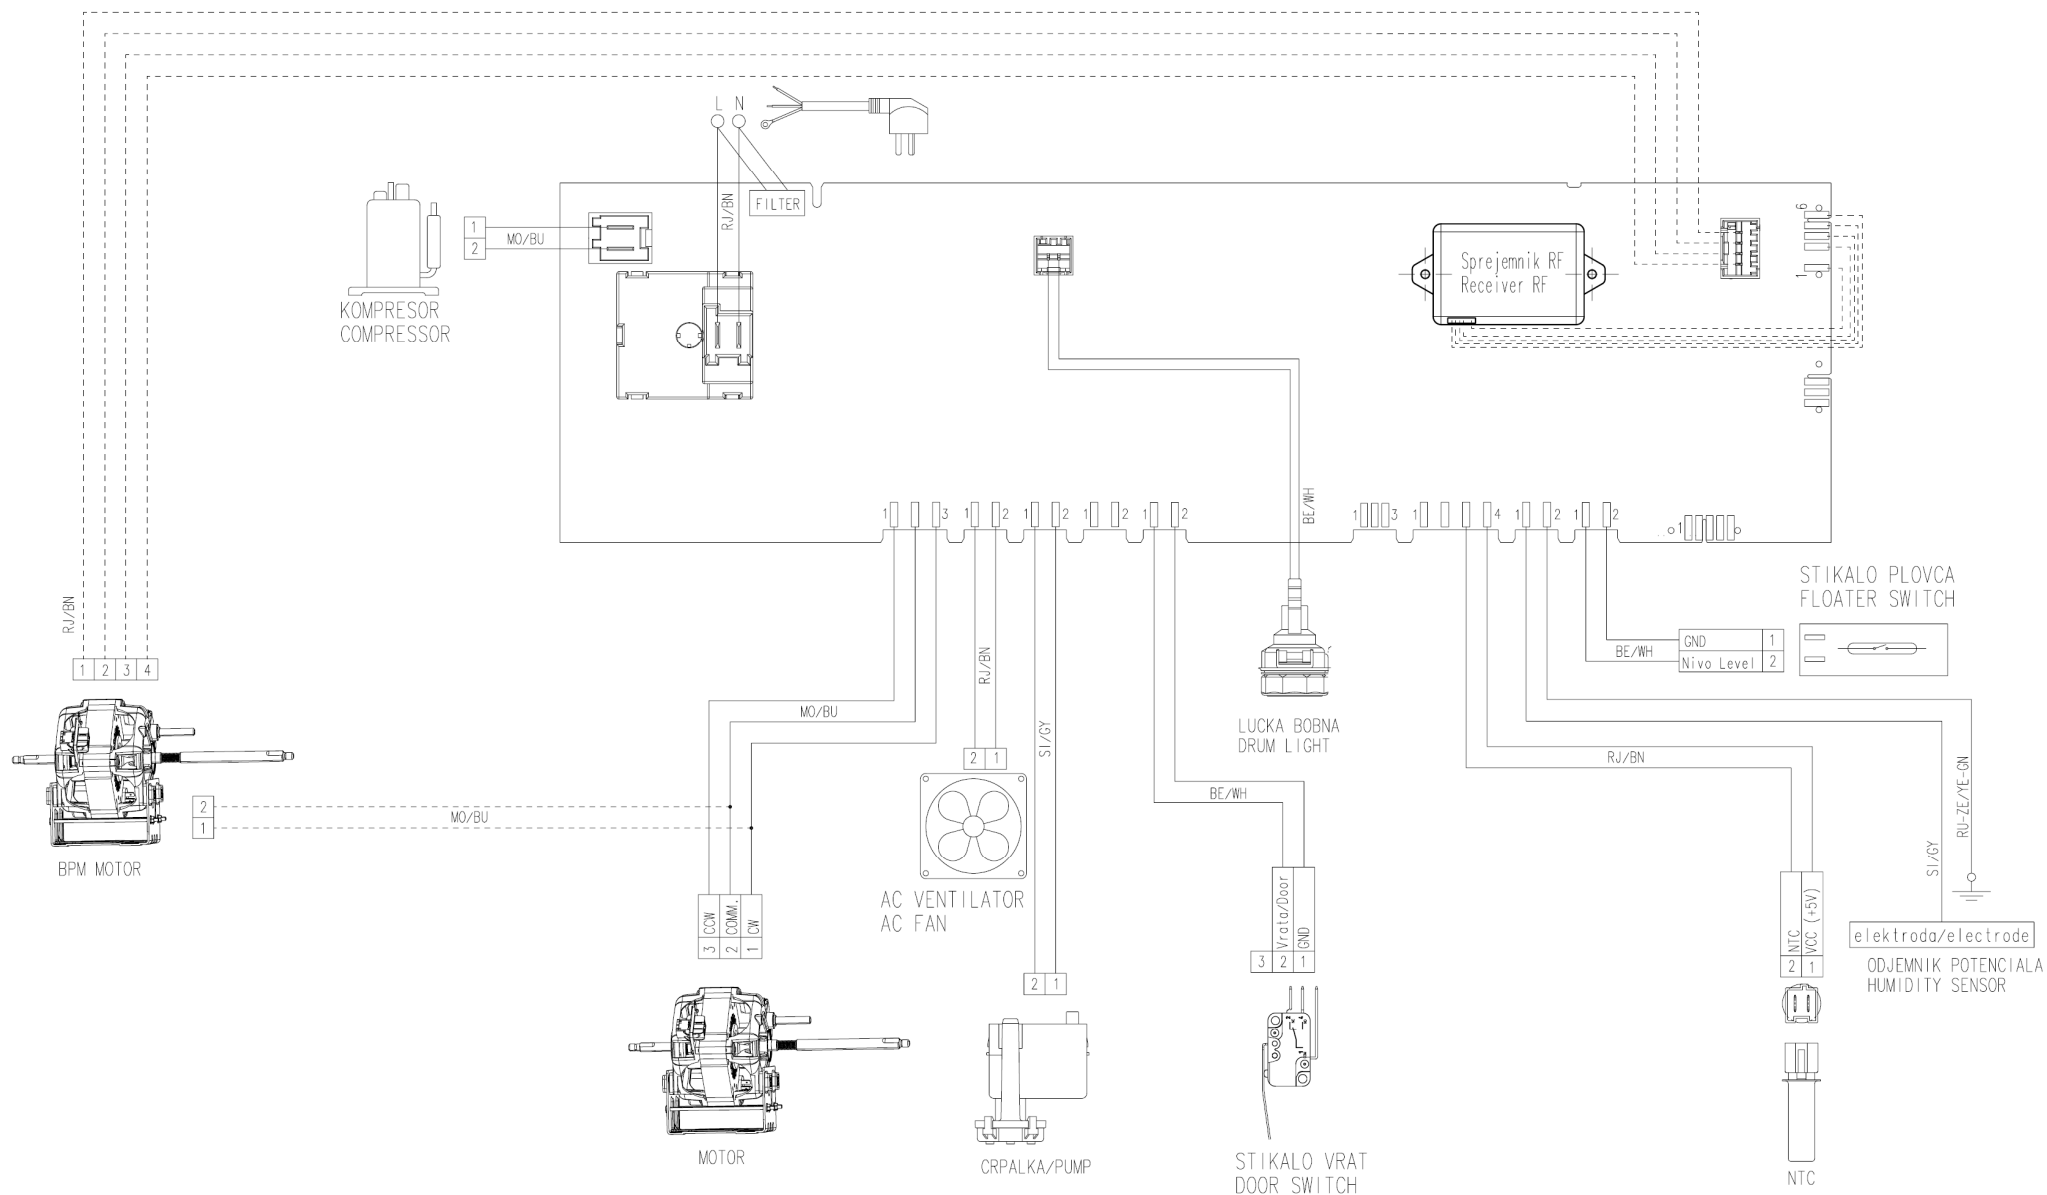 L N
FILTER
RJ/BN
1
2
MO/BU
KOMPRESOR
COMPRESSOR
Sprejemnik RF
Receiver RF
6
1
BE/WH
1 3 1 2 1 2 1 2 1 2 1 3 1 4 1 2 1 2 1
STIKALO PLOVCA
FLOATER SWITCH
GND 1
Nivo Level 2
BE/WH
RJ/BN
1 2 3 4
BPM MOTOR
2
1
MO/BU
MO/BU
CCW COMM. CW
3 2 1
MOTOR
RJ/BN
2 1
AC VENTILATOR
AC FAN
SI/GY
2 1
CRPALKA/PUMP
LUCKA BOBNA
DRUM LIGHT
BE/WH
Vrata/Door GND
3 2 1
STIKALO VRAT
DOOR SWITCH
RJ/BN
NTC VCC (+5V)
2 1
NTC
SI/GY
RU-ZE/YE-GN
elektroda/electrode
ODJEMNIK POTENCIALA
HUMIDITY SENSOR